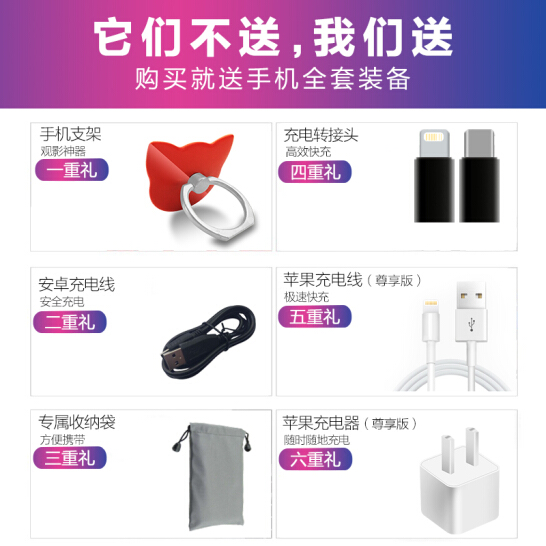 它们不送，我们送
购买就送手机全套装备
手机支架
观影神器
一重礼
充电转接头
高效快充
四重礼
安卓充电线
安全充电
二重礼
苹果充电线（尊享版）
极速快充
五重礼
专属收纳袋
方便携带
三重礼
苹果充电器（尊享版）
随时随地充电
六重礼